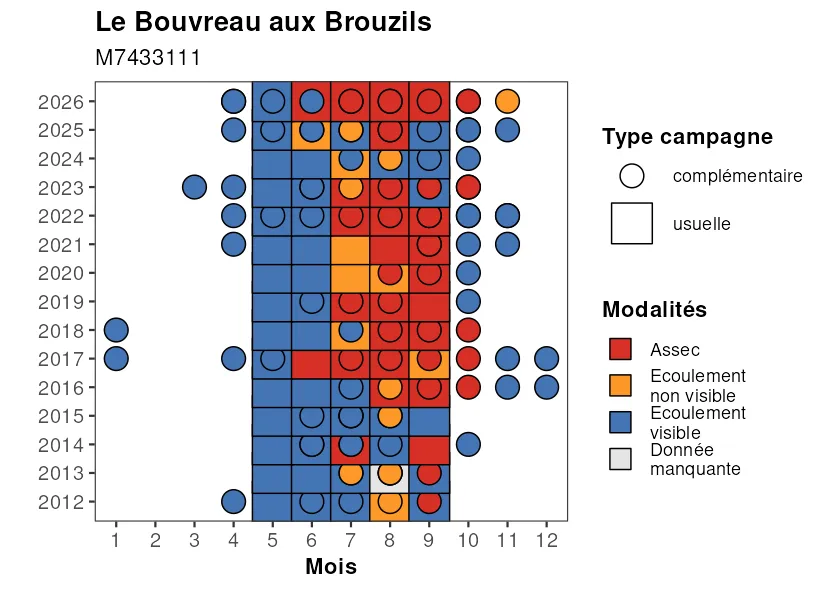 Le Bouvreau aux Brouzils
M7433111
2026
2025
2024
2023
2022
2021
2020
2019
2018
2017
2016
2015
2014
2013
2012
1 2 3 4 5 6 7 8 9 10 11 12
Mois
Type campagne
complémentaire
usuelle
Modalités
Assec
Ecoulement
non visible
Ecoulement
visible
Donnée
manquante